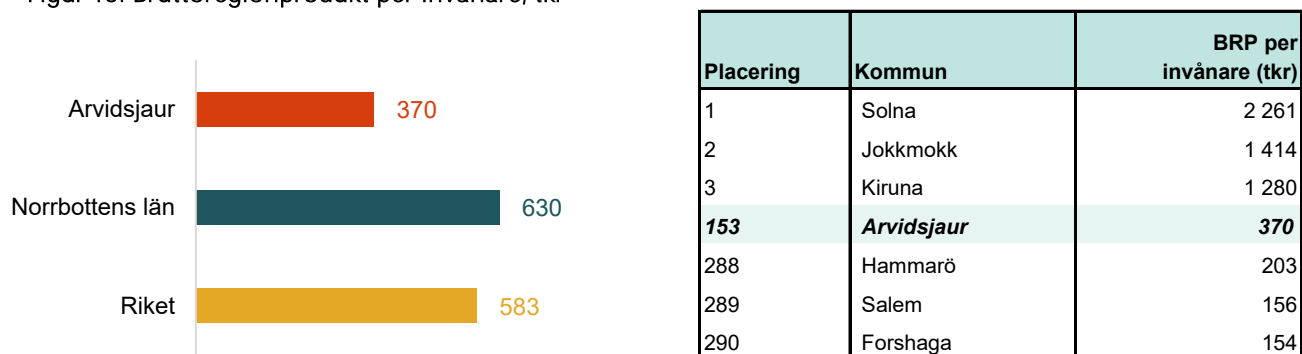 Arvidsjaur 370
Norrbottens län 630
Riket 583
Placering Kommun BRP per invånare (tkr)
1 Solna 2 261
2 Jokkmokk 1 414
3 Kiruna 1 280
153 Arvidsjaur 370
288 Hammarö 203
289 Salem 156
290 Forshaga 154